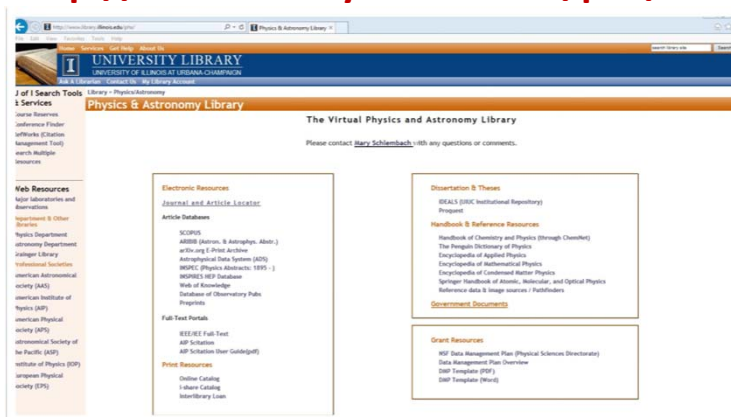 http://www.library.illinois.edu/phx/
Physics & Astronomy Library
File Edit View Favorites Tools Help
Home Services Get Help About Us
search library site
Search
I
UNIVERSITY LIBRARY
UNIVERSITY OF ILLINOIS AT URBANA-CHAMPAIGN
Ask A Librarian Contact Us My Library Account
U of I Search Tools
& Services
Course Reserves
Conference Finder
RefWorks (Citation
Management Tool)
Search Multiple
Resources
Web Resources
Major laboratories and
Department & Other
Libraries
Physics Department
Astronomy Department
Grainger Library
Professional Societies
American Astronomical
Society (AAS)
American Institute of
Physics (AIP)
American Physical
Society (APS)
Astronomical Society of
the Pacific (ASP)
Institute of Physics (IOP)
European Physical
Society (EPS)
Library > Physics/Astronomy
Physics & Astronomy Library
The Virtual Physics and Astronomy Library
Please contact Mary Schlembach with any questions or comments.
Electronic Resources
Journal and Article Locator
Article Databases
SCOPUS
ARIBIB (Astron. & Astrophys. Abstr.)
arXiv.org E-Print Archive
Astrophysical Data System (ADS)
INSPEC (Physics Abstracts: 1895 - )
INSPIRES HEP Database
Web of Knowledge
Database of Observatory Pubs
Preprints
Full-Text Portals
IEEE/IEE Full-Text
AIP Scitation
AIP Scitation User Guide(pdf)
Print Resources
Online Catalog
I-share Catalog
Interlibrary Loan
Dissertation & Theses
IDEALS (UIUC Institutional Repository)
Proquest
Handbook & Reference Resources
Handbook of Chemistry and Physics (through ChemNet)
The Penguin Dictionary of Physics
Encyclopedia of Applied Physics
Encyclopedia of Mathematical Physics
Encyclopedia of Condensed Matter Physics
Springer Handbook of Atomic, Molecular, and Optical Physics
Reference data & image sources / Pathfinders
Government Documents
Grant Resources
NSF Data Management Plan (Physical Sciences Directorate)
Data Management Plan Overview
DMP Template (PDF)
DMP Template (Word)